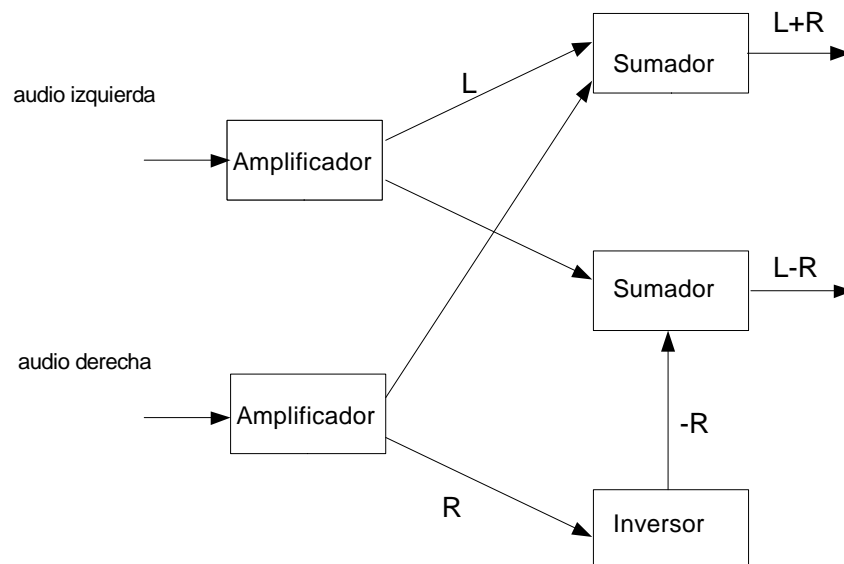 L+R
Sumador
L
audio izquierda
Amplificador
L-R
Sumador
audio derecha
Amplificador
-R
R
Inversor